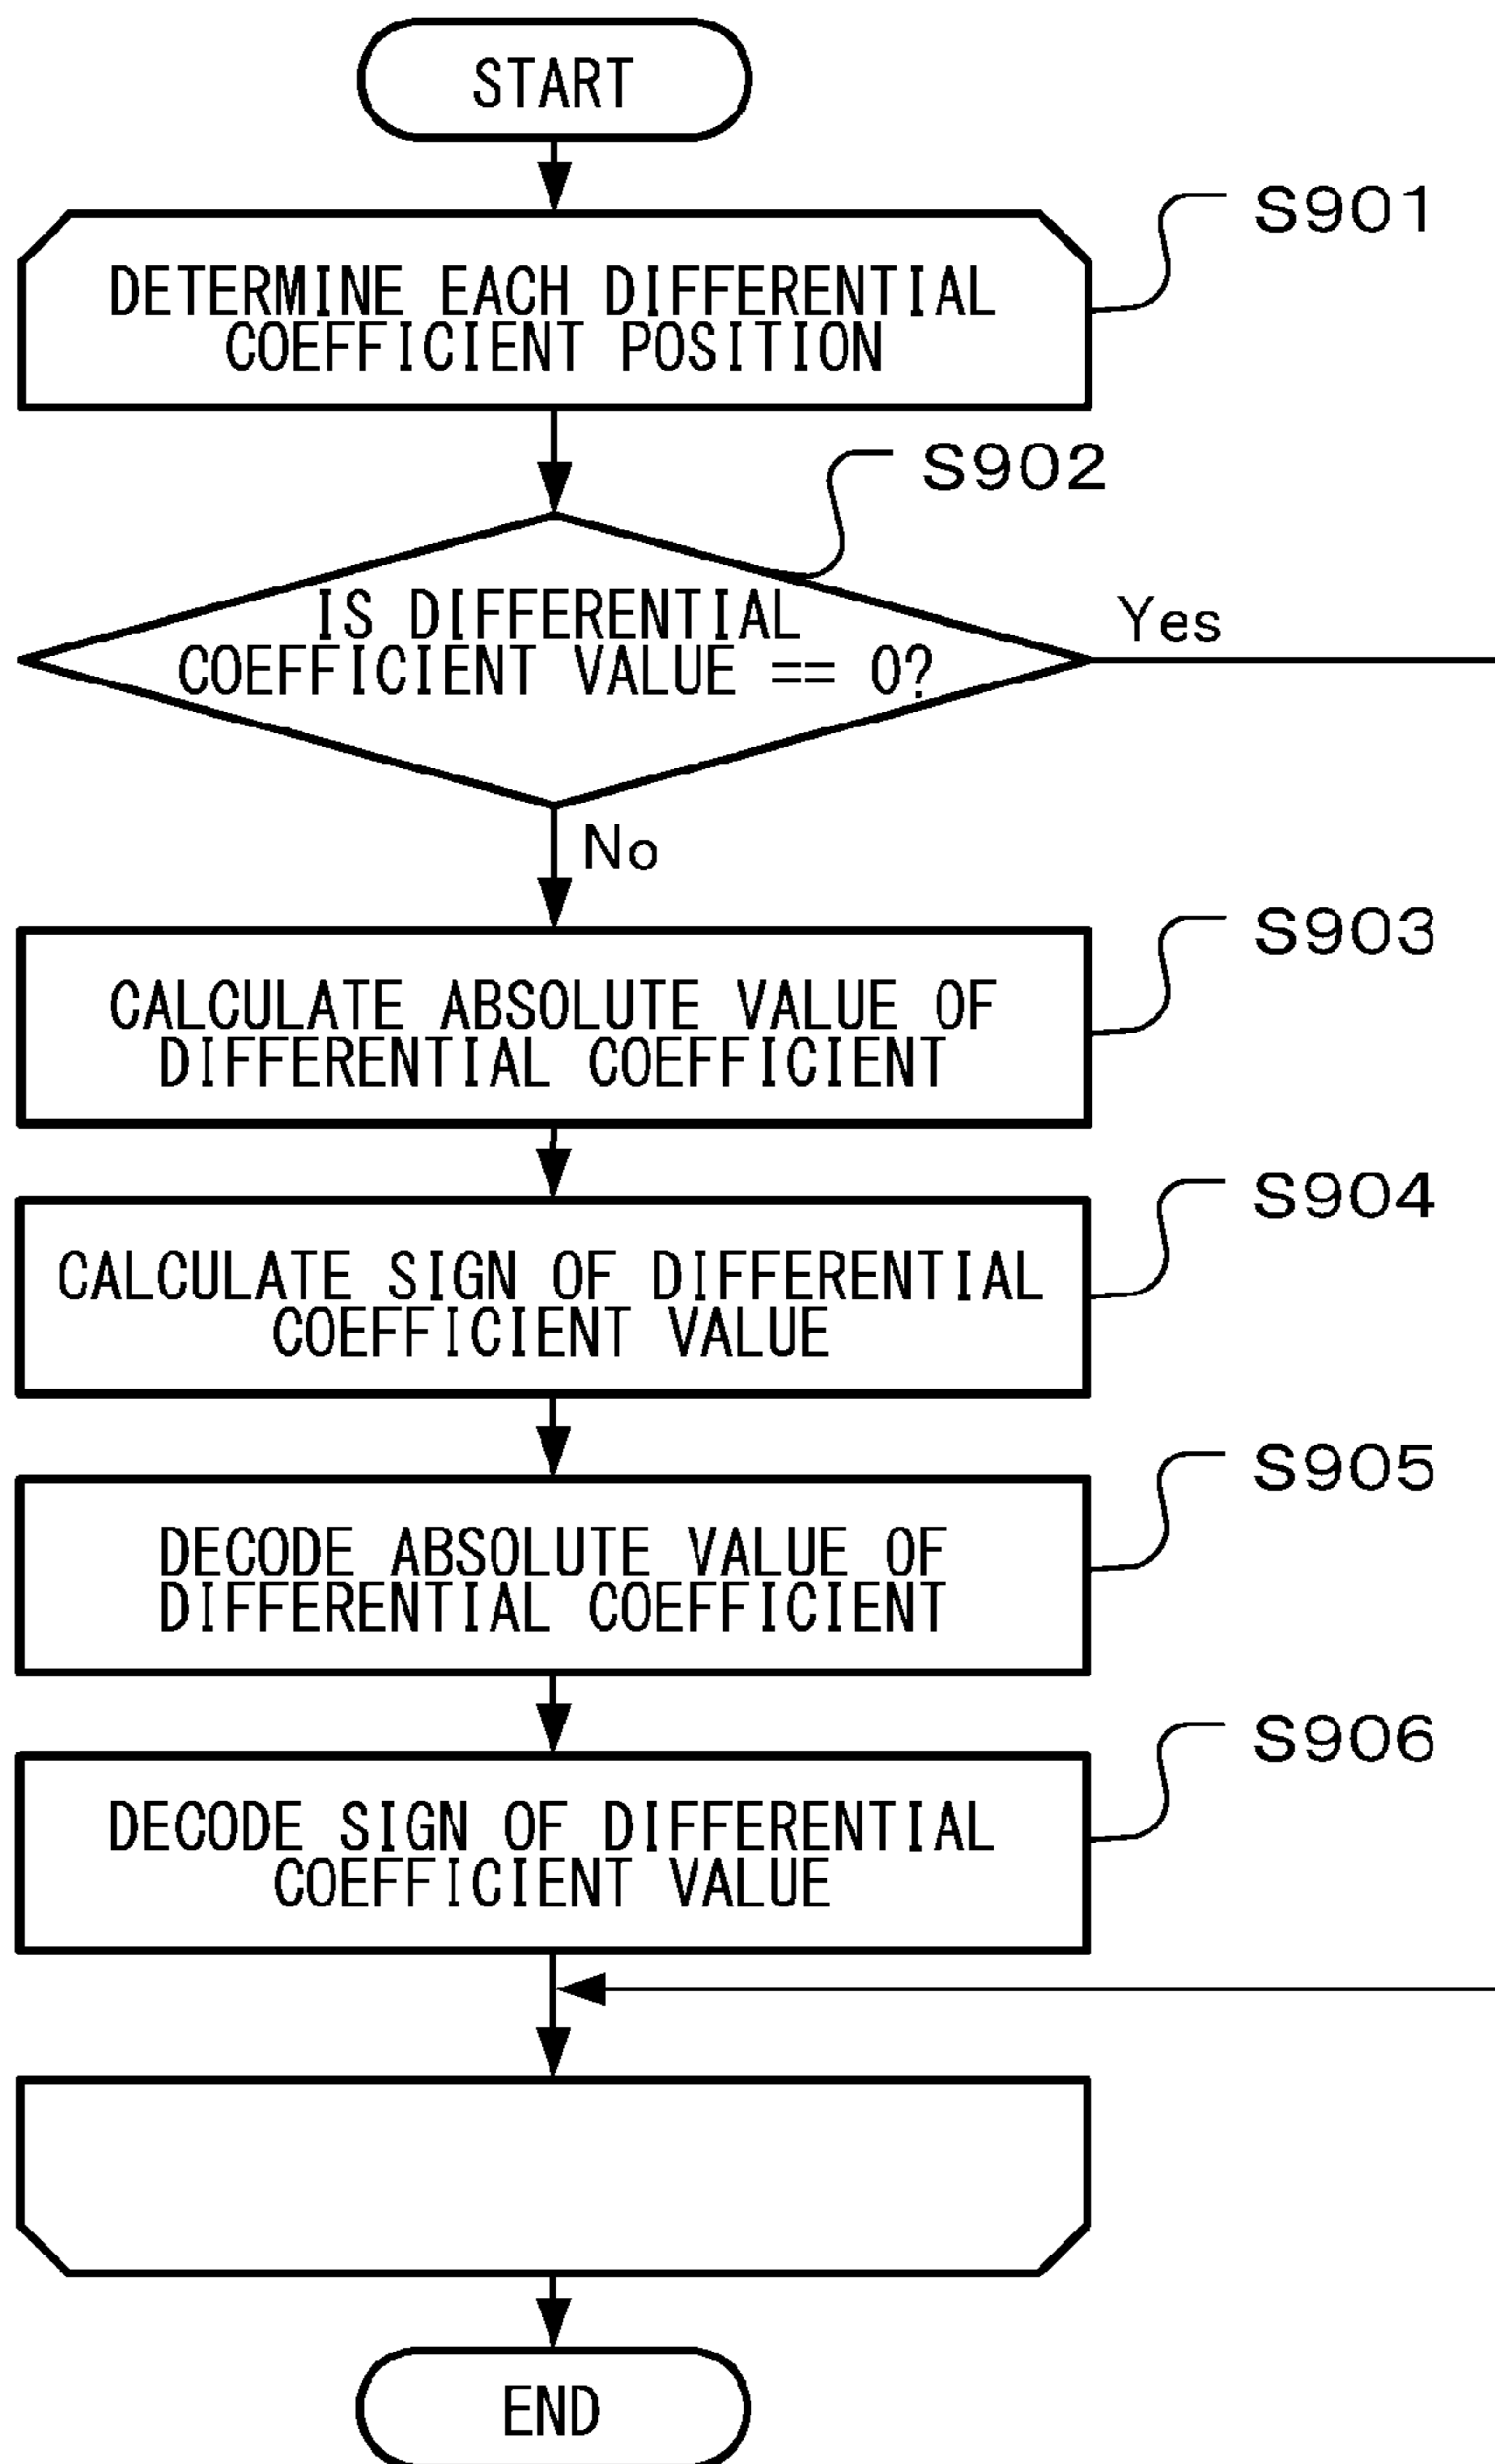 START
S901
DETERMINE EACH DIFFERENTIAL
COEFFICIENT POSITION
S902
IS DIFFERENTIAL
COEFFICIENT VALUE == 0?
Yes
No
S903
CALCULATE ABSOLUTE VALUE OF
DIFFERENTIAL COEFFICIENT
S904
CALCULATE SIGN OF DIFFERENTIAL
COEFFICIENT VALUE
S905
DECODE ABSOLUTE VALUE OF
DIFFERENTIAL COEFFICIENT
S906
DECODE SIGN OF DIFFERENTIAL
COEFFICIENT VALUE
END